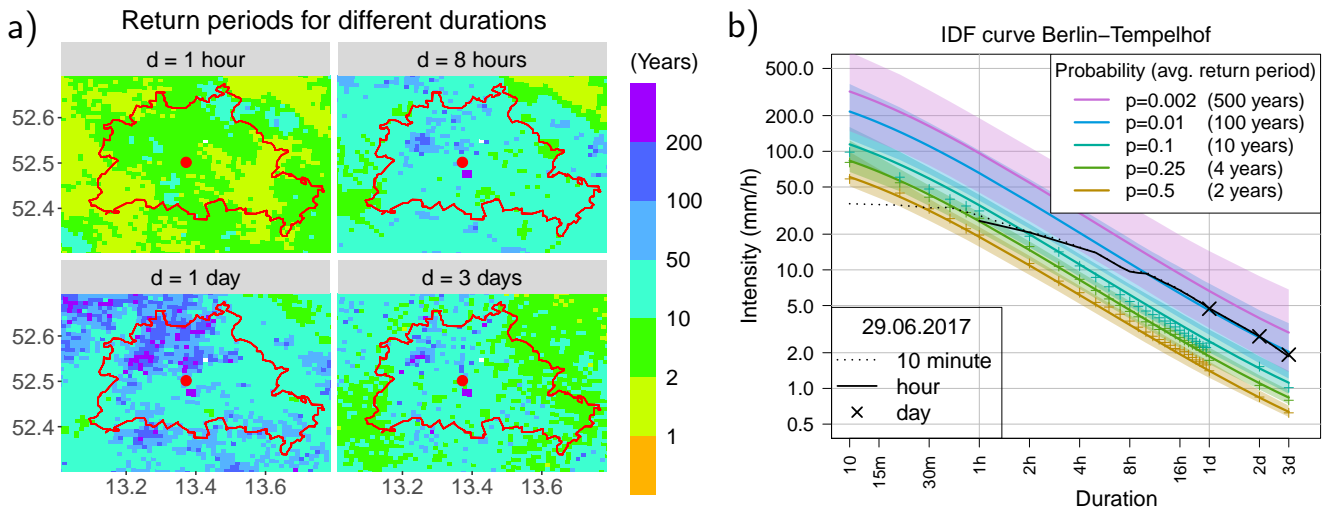 a)
Return periods for different durations
d = 1 hour
d = 8 hours
(Years)
52.6
52.5
52.4
200
100
50
10
2
1
d = 1 day
d = 3 days
52.6
52.5
52.4
13.2
13.4
13.6
13.2
13.4
13.6
b)
IDF curve Berlin−Tempelhof
Intensity (mm/h)
500.0
200.0
100.0
50.0
20.0
10.0
5.0
2.0
1.0
0.5
Probability (avg. return period)
p=0.002 (500 years)
p=0.01 (100 years)
p=0.1 (10 years)
p=0.25 (4 years)
p=0.5 (2 years)
29.06.2017
10 minute
hour
day
10
15m
30m
1h
2h
4h
8h
16h
1d
2d
3d
Duration